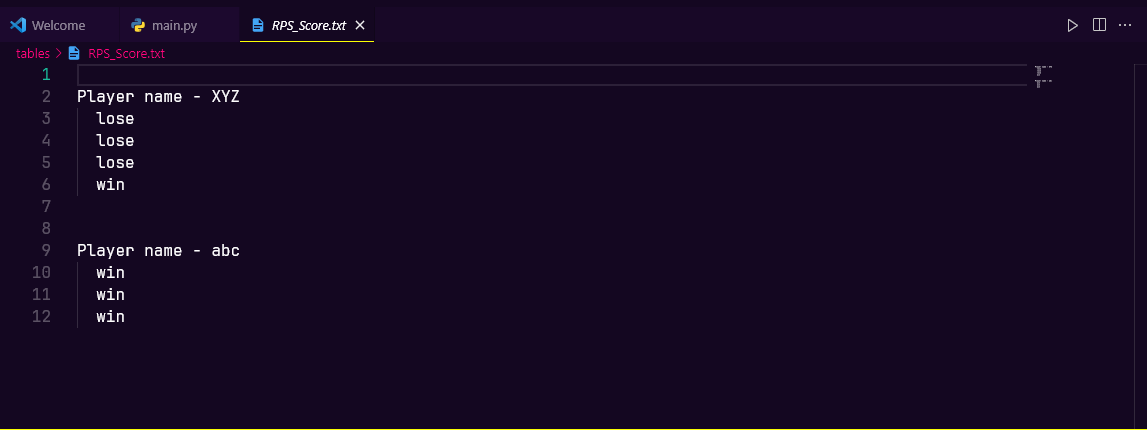 Welcome main.py RPS_Score.txt
tables > RPS_Score.txt
1
2 Player name - XYZ
3 lose
4 lose
5 lose
6 win
7
8
9 Player name - abc
10 win
11 win
12 win